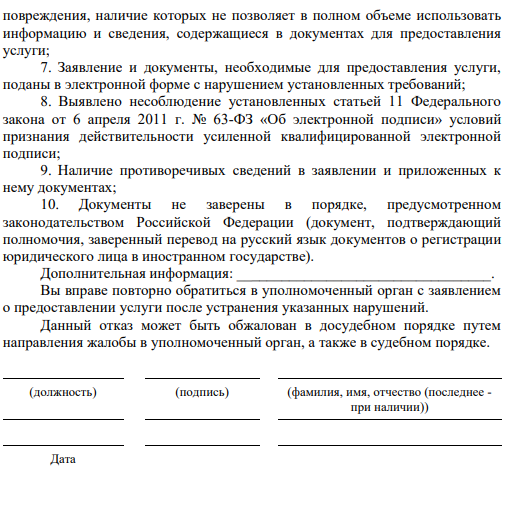 повреждения, наличие которых не позволяет в полном объеме использовать
информацию и сведения, содержащиеся в документах для предоставления
услуги;
7. Заявление и документы, необходимые для предоставления услуги,
поданы в электронной форме с нарушением установленных требований;
8. Выявлено несоблюдение установленных статьей 11 Федерального
закона от 6 апреля 2011 г. № 63-ФЗ «Об электронной подписи» условий
признания действительности усиленной квалифицированной электронной
подписи;
9. Наличие противоречивых сведений в заявлении и приложенных к
нему документах;
10. Документы не заверены в порядке, предусмотренном
законодательством Российской Федерации (документ, подтверждающий
полномочия, заверенный перевод на русский язык документов о регистрации
юридического лица в иностранном государстве).
Дополнительная информация: __________________________________.
Вы вправе повторно обратиться в уполномоченный орган с заявлением
о предоставлении услуги после устранения указанных нарушений.
Данный отказ может быть обжалован в досудебном порядке путем
направления жалобы в уполномоченный орган, а также в судебном порядке.
(должность) (подпись) (фамилия, имя, отчество (последнее -
при наличии))
Дата